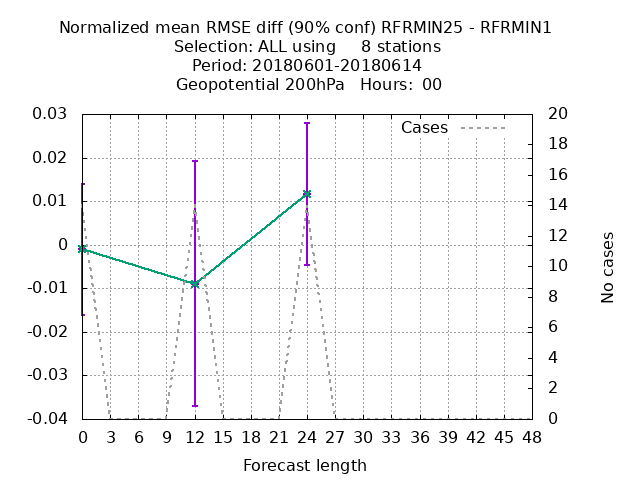 Normalized mean RMSE diff (90% conf) RFRMIN25 - RFRMIN1
Selection: ALL using     8 stations
Period: 20180601-20180614
Geopotential 200hPa   Hours:  00
Cases
0.03
0.02
0.01
0
-0.01
-0.02
-0.03
-0.04
20
18
16
14
12
10
8
6
4
2
0
No cases
0 3 6 9 12 15 18 21 24 27 30 33 36 39 42 45 48
Forecast length